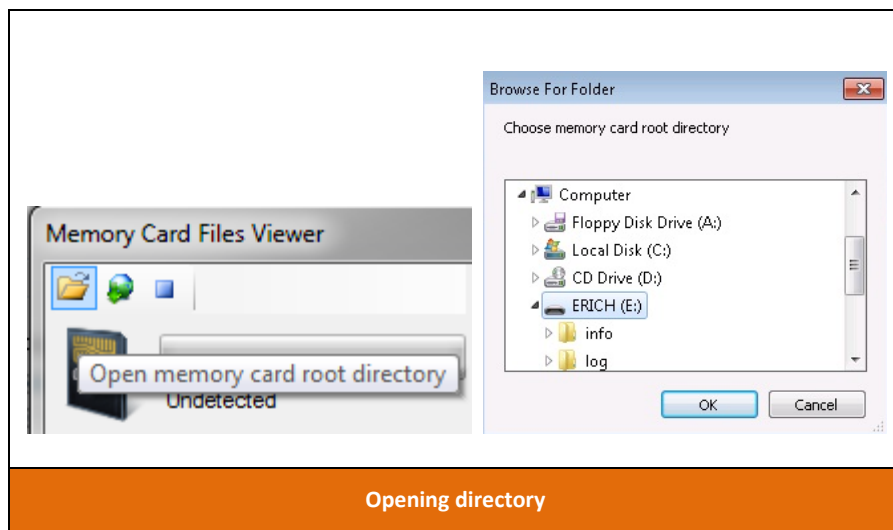 Memory Card Files Viewer
Open memory card root directory
Undetected
Browse For Folder
Choose memory card root directory
Computer
Floppy Disk Drive (A:)
Local Disk (C:)
CD Drive (D:)
ERICH (E:)
info
log
OK
Cancel
Opening directory